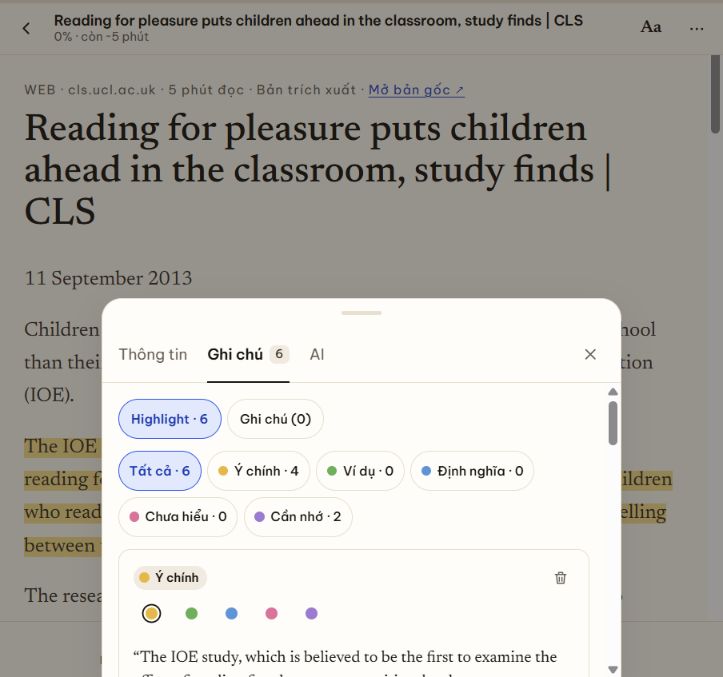 Reading for pleasure puts children ahead in the classroom, study finds | CLS
0% · còn ~5 phút
Aa
WEB · cls.ucl.ac.uk · 5 phút đọc · Bản trích xuất · Mở bản gốc ↗
Reading for pleasure puts children
ahead in the classroom, study finds |
CLS
11 September 2013
Children
than thei
(IOE).
The IOE
reading f
ildren
who read
elling
between
The resea
Thông tin
Ghi chú 6
AI
Highlight · 6
Ghi chú (0)
Tất cả · 6
Ý chính · 4
Ví dụ · 0
Định nghĩa · 0
Chưa hiểu · 0
Cần nhớ · 2
Ý chính
“The IOE study, which is believed to be the first to examine the